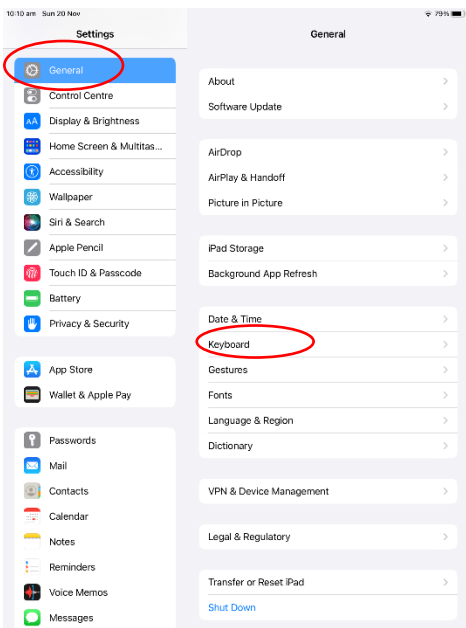 10:10 am Sun 20 Nov
79%
Settings
General
Control Centre
Display & Brightness
Home Screen & Multitas...
Accessibility
Wallpaper
Siri & Search
Apple Pencil
Touch ID & Passcode
Battery
Privacy & Security
App Store
Wallet & Apple Pay
Passwords
Mail
Contacts
Calendar
Notes
Reminders
Voice Memos
Messages
General
About
Software Update
AirDrop
AirPlay & Handoff
Picture in Picture
iPad Storage
Background App Refresh
Date & Time
Keyboard
Gestures
Fonts
Language & Region
Dictionary
VPN & Device Management
Legal & Regulatory
Transfer or Reset iPad
Shut Down